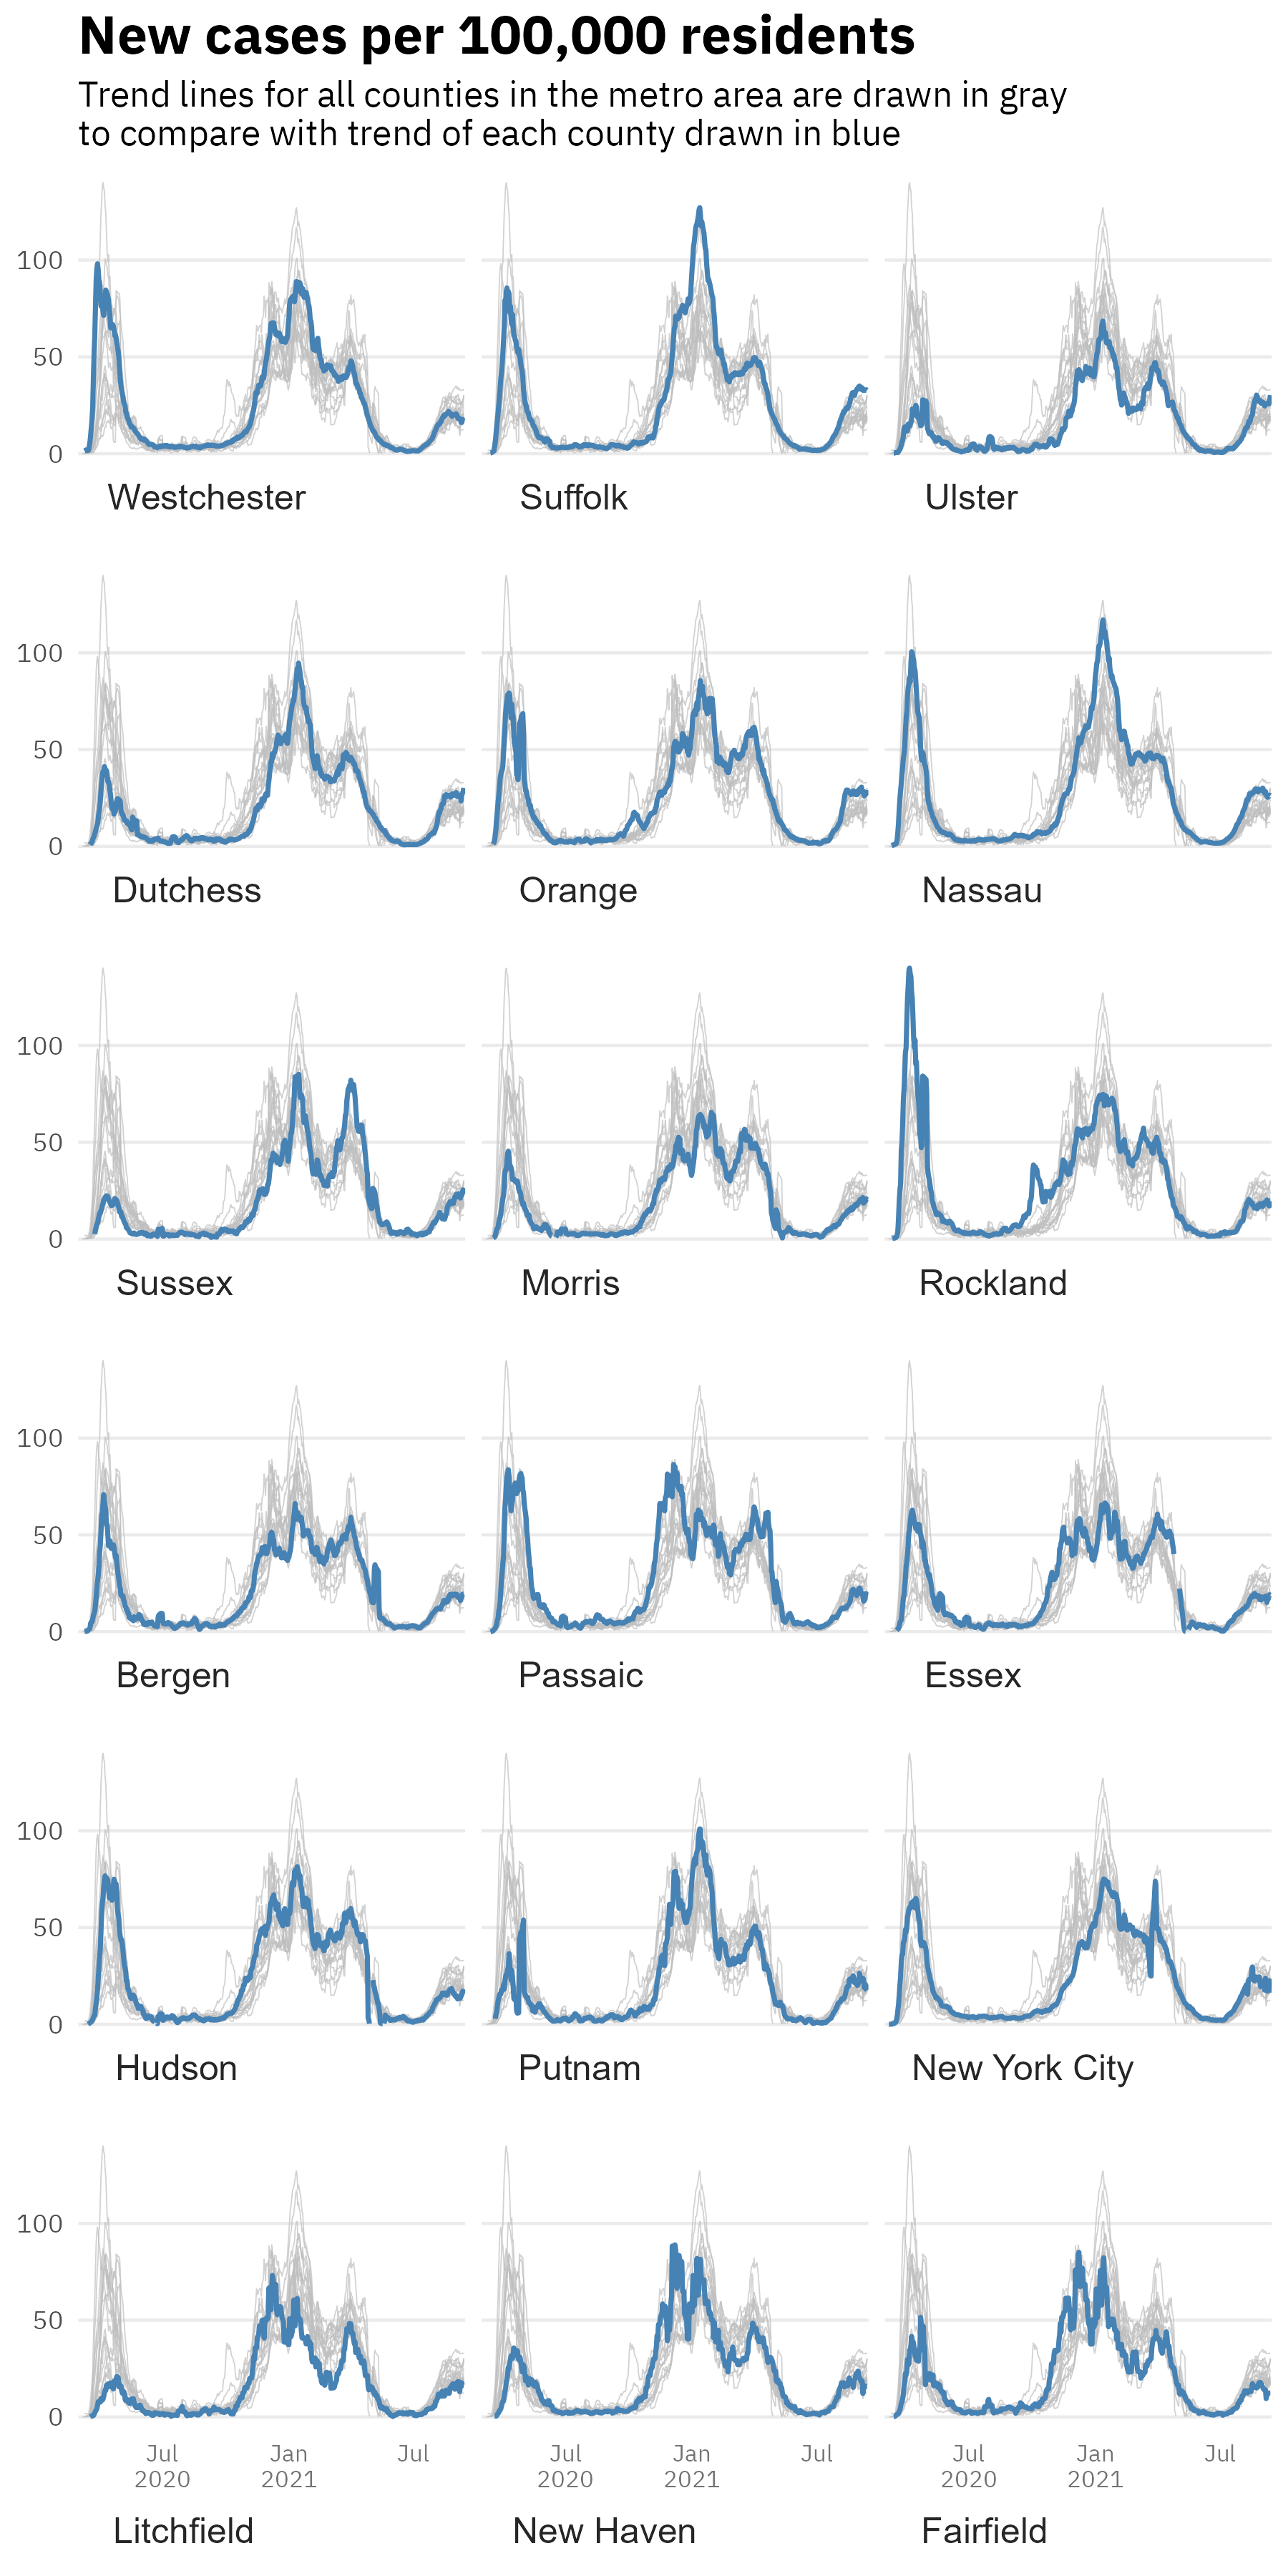 New cases per 100,000 residents
Trend lines for all counties in the metro area are drawn in gray
to compare with trend of each county drawn in blue
100
50
0
Westchester Suffolk Ulster
100
50
0
Dutchess Orange Nassau
100
50
0
Sussex Morris Rockland
100
50
0
Bergen Passaic Essex
100
50
0
Hudson Putnam New York City
100
50
0
Jul Jan Jul Jul Jan Jul Jul Jan Jul
2020 2021 2020 2021 2020 2021
Litchfield New Haven Fairfield